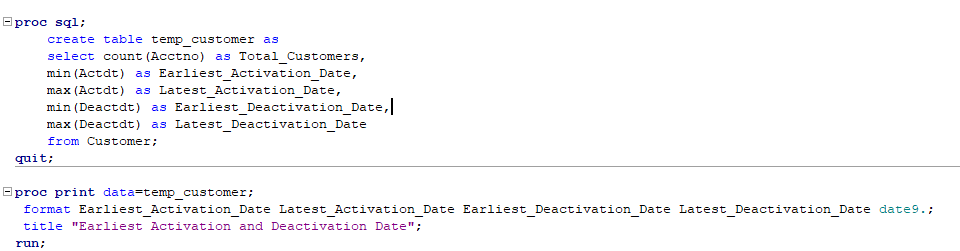 proc sql;
create table temp_customer as
select count(Acctno) as Total_Customers,
min(Actdt) as Earliest_Activation_Date,
max(Actdt) as Latest_Activation_Date,
min(Deactdt) as Earliest_Deactivation_Date,
max(Deactdt) as Latest_Deactivation_Date
from Customer;
quit;
proc print data=temp_customer;
format Earliest_Activation_Date Latest_Activation_Date Earliest_Deactivation_Date Latest_Deactivation_Date date9.;
title "Earliest Activation and Deactivation Date";
run;